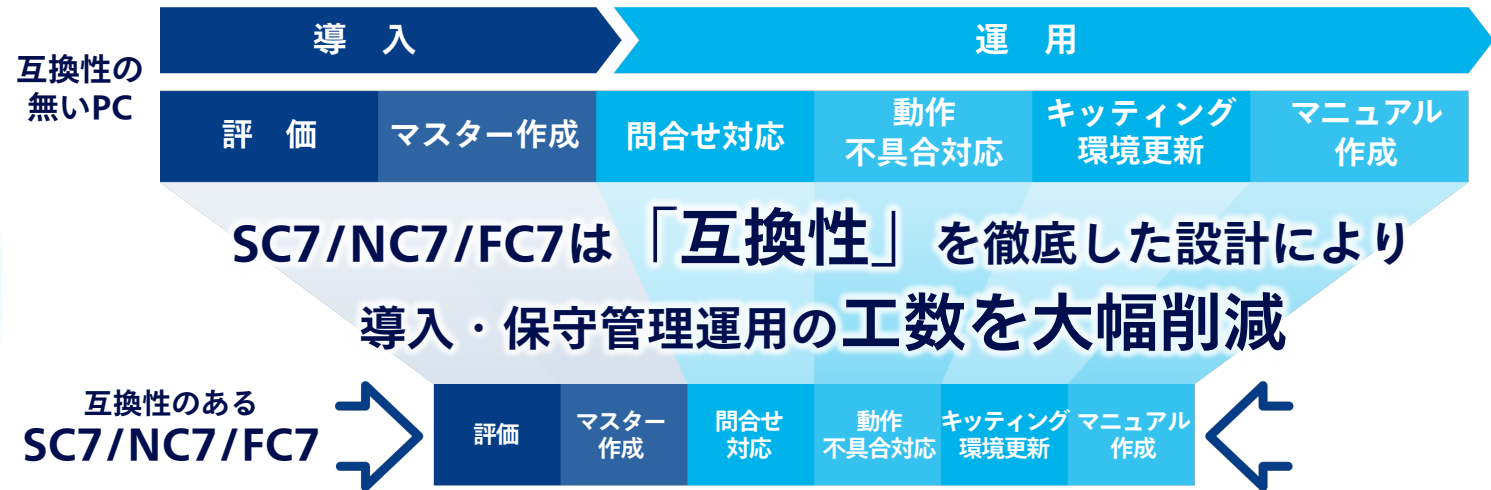 導 入
運 用
互換性の
無いPC
評 価
マスター作成
問合せ対応
動作
不具合対応
キッティング
環境更新
マニュアル
作成
SC7/NC7/FC7は「互換性」を徹底した設計により
導入・保守管理運用の工数を大幅削減
互換性のある
SC7/NC7/FC7
評価
マスター
作成
問合せ
対応
動作
不具合対応
キッティング
環境更新
マニュアル
作成